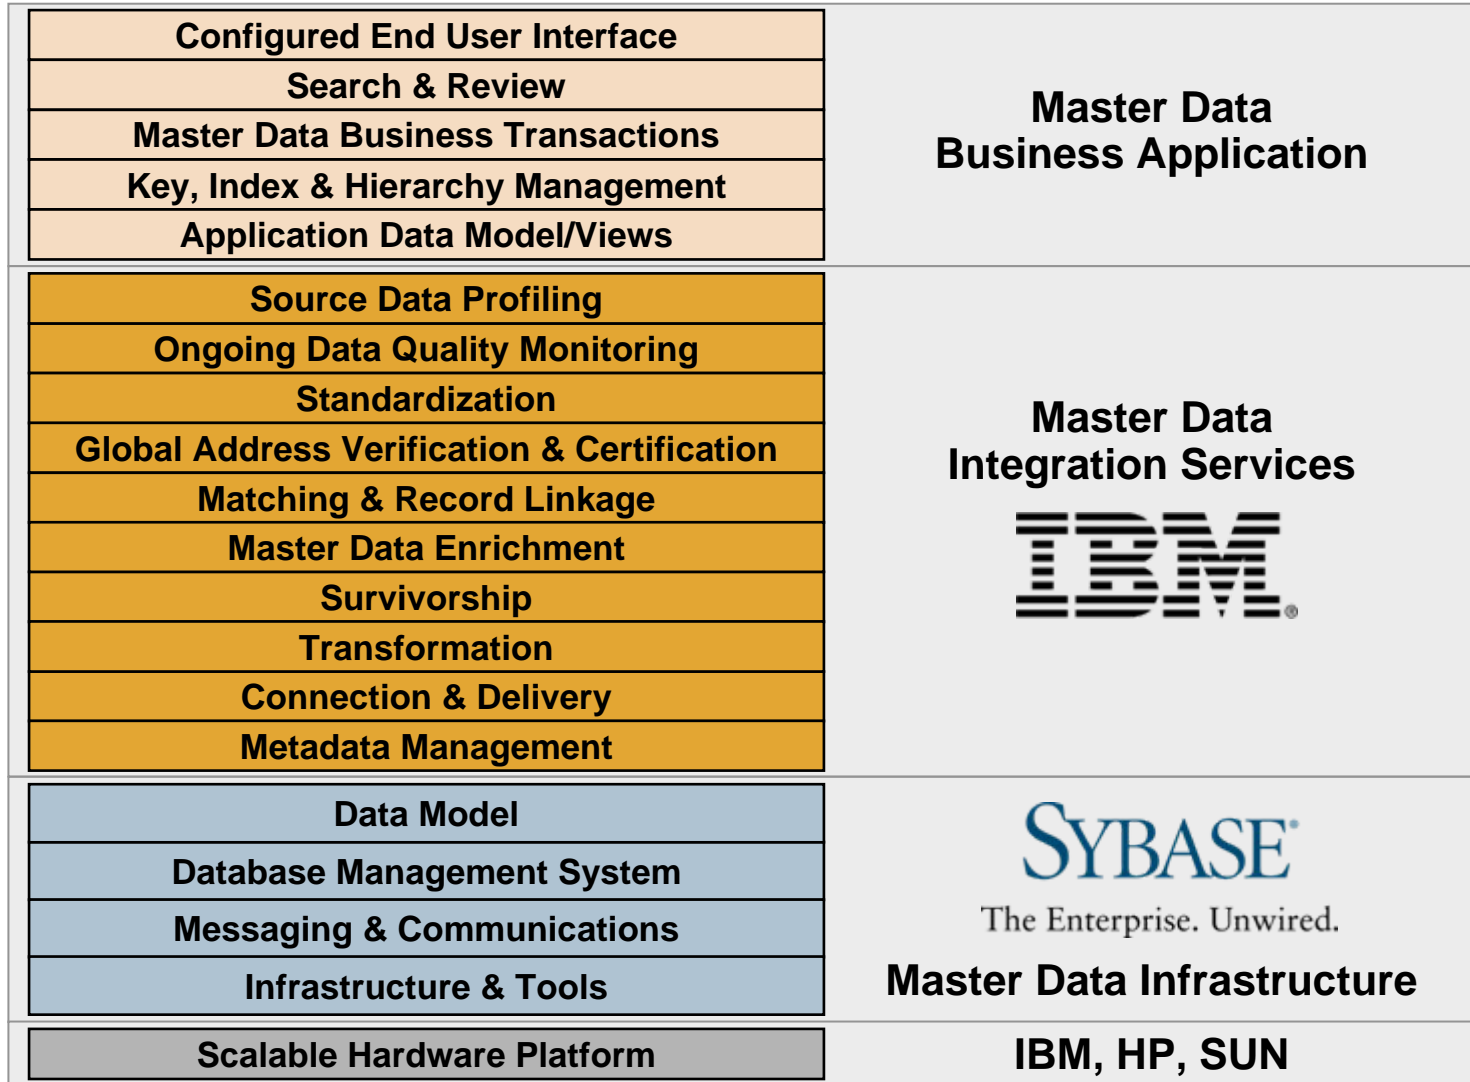 Configured End User Interface
Search & Review
Master Data Business Transactions
Key, Index & Hierarchy Management
Application Data Model/Views
Master Data
Business Application
Source Data Profiling
Ongoing Data Quality Monitoring
Standardization
Global Address Verification & Certification
Matching & Record Linkage
Master Data Enrichment
Survivorship
Transformation
Connection & Delivery
Metadata Management
Master Data
Integration Services
IBM®
Data Model
Database Management System
Messaging & Communications
Infrastructure & Tools
SYBASE®
The Enterprise. Unwired.
Master Data Infrastructure
Scalable Hardware Platform
IBM, HP, SUN